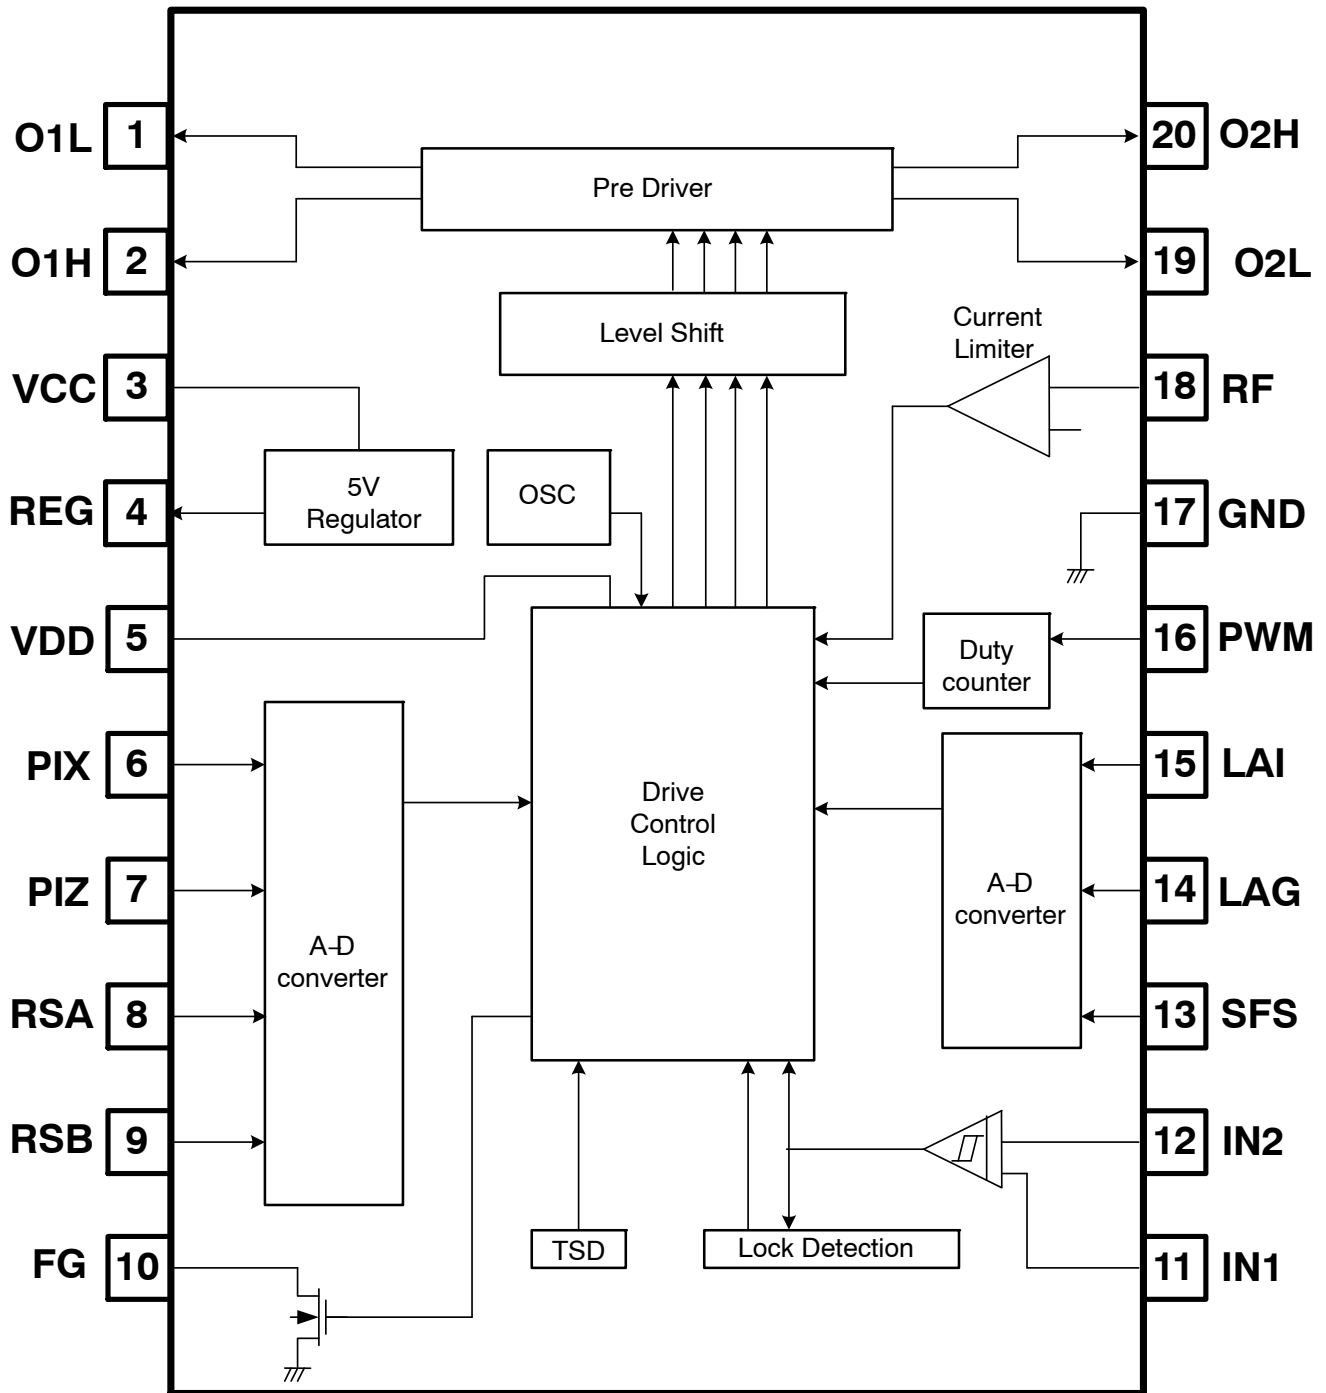 O1L 1
O1H 2
VCC 3
REG 4
VDD 5
PIX 6
PIZ 7
RSA 8
RSB 9
FG 10
Pre Driver
Level Shift
Current
Limiter
5V
Regulator
OSC
Duty
counter
Drive
Control
Logic
A-D
converter
A-D
converter
TSD
Lock Detection
20 O2H
19 O2L
18 RF
17 GND
16 PWM
15 LAI
14 LAG
13 SFS
12 IN2
11 IN1